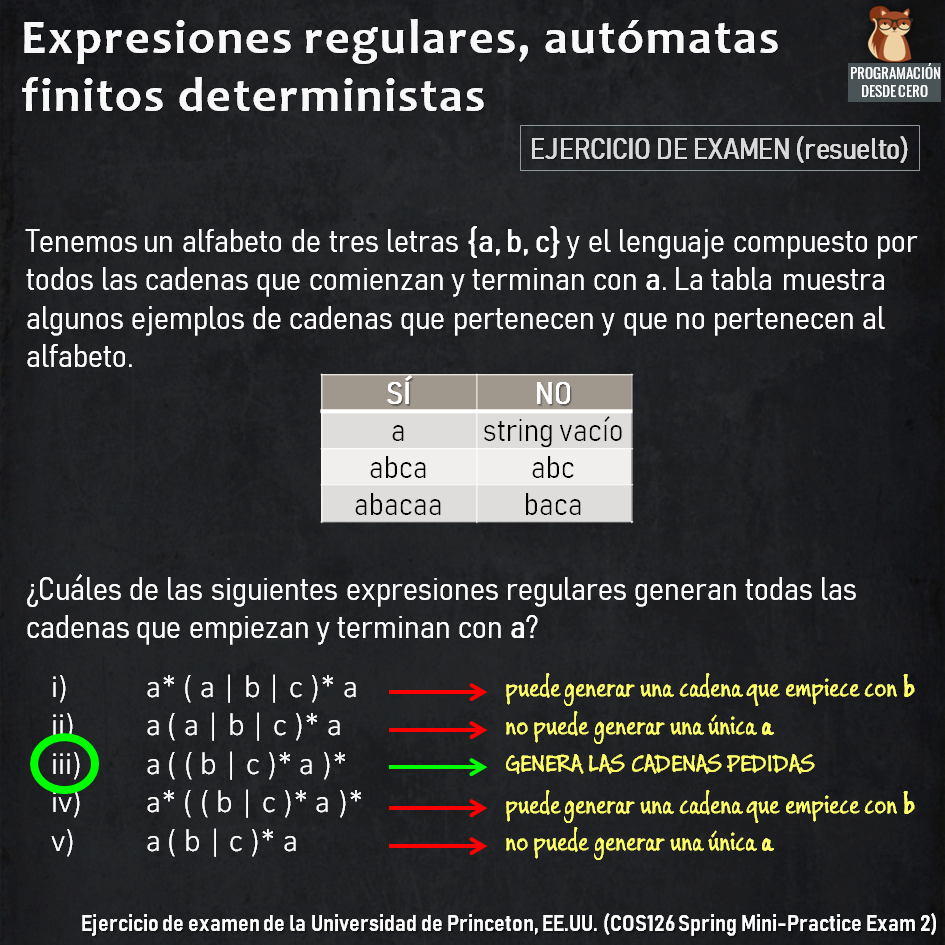 Expresiones regulares, autómatas
finitos deterministas
PROGRAMACIÓN
DESDE CERO
EJERCICIO DE EXAMEN (resuelto)
Tenemos un alfabeto de tres letras {a, b, c} y el lenguaje compuesto por
todos las cadenas que comienzan y terminan con a. La tabla muestra
algunos ejemplos de cadenas que pertenecen y que no pertenecen al
alfabeto.
SÍ NO
a string vacío
abca abc
abacaa baca
¿Cuáles de las siguientes expresiones regulares generan todas las
cadenas que empiezan y terminan con a?
i) a* ( a | b | c )* a puede generar una cadena que empiece con b
ii) a ( a | b | c )* a no puede generar una única a
iii) a ( ( b | c )* a )* GENERA LAS CADENAS PEDIDAS
iv) a* ( ( b | c )* a )* puede generar una cadena que empiece con b
v) a ( b | c )* a no puede generar una única a
Ejercicio de examen de la Universidad de Princeton, EE.UU. (COS126 Spring Mini-Practice Exam 2)